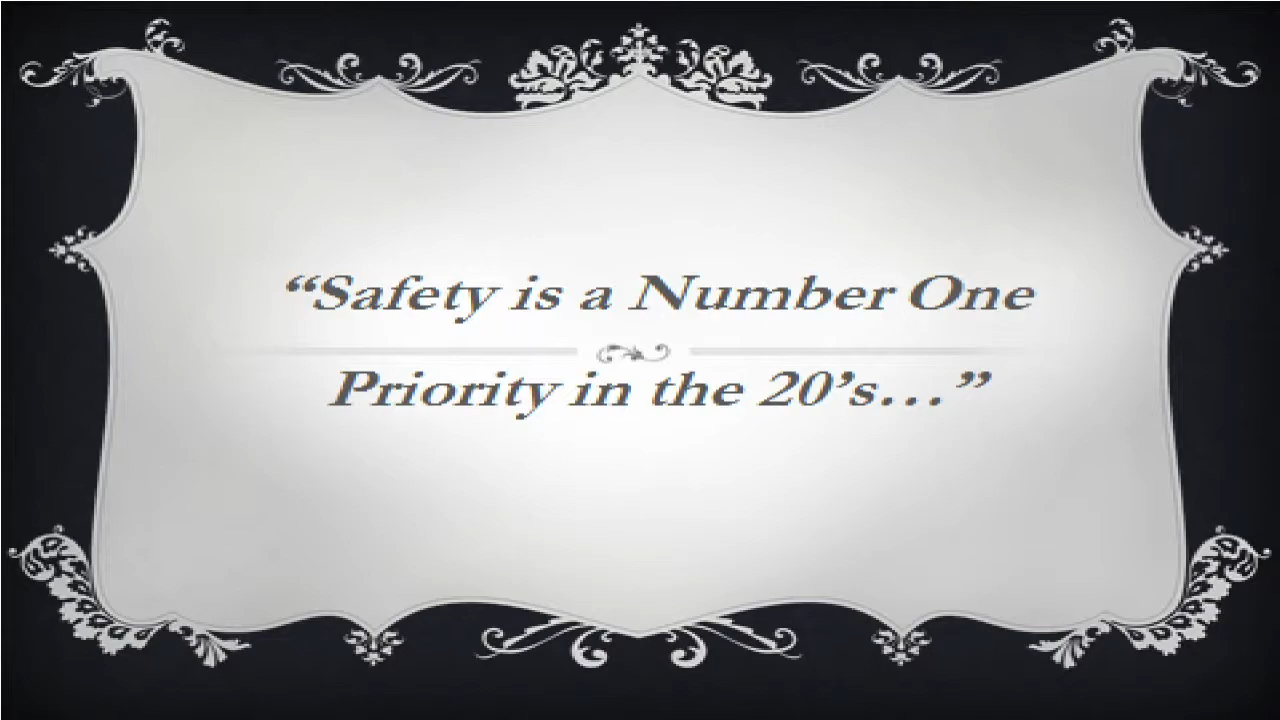 “Safety is a Number One
Priority in the 20’s…”